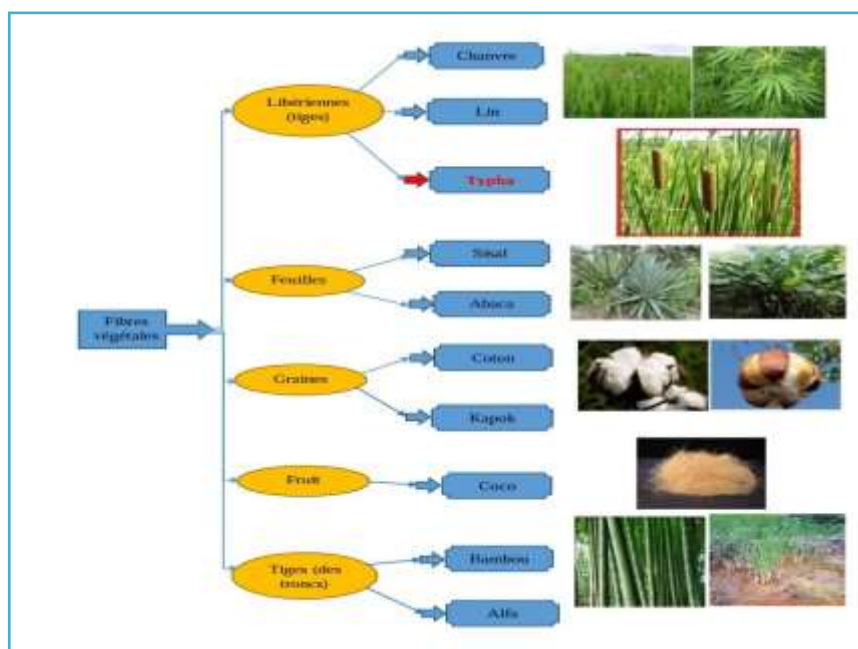 Fibres
végétales
Libériennes
(tiges)
Chanvre
Lin
Typha
Feuilles
Sisal
Abaca
Graines
Coton
Kapok
Fruit
Coco
Tiges (des
troncs)
Bambou
Alfa